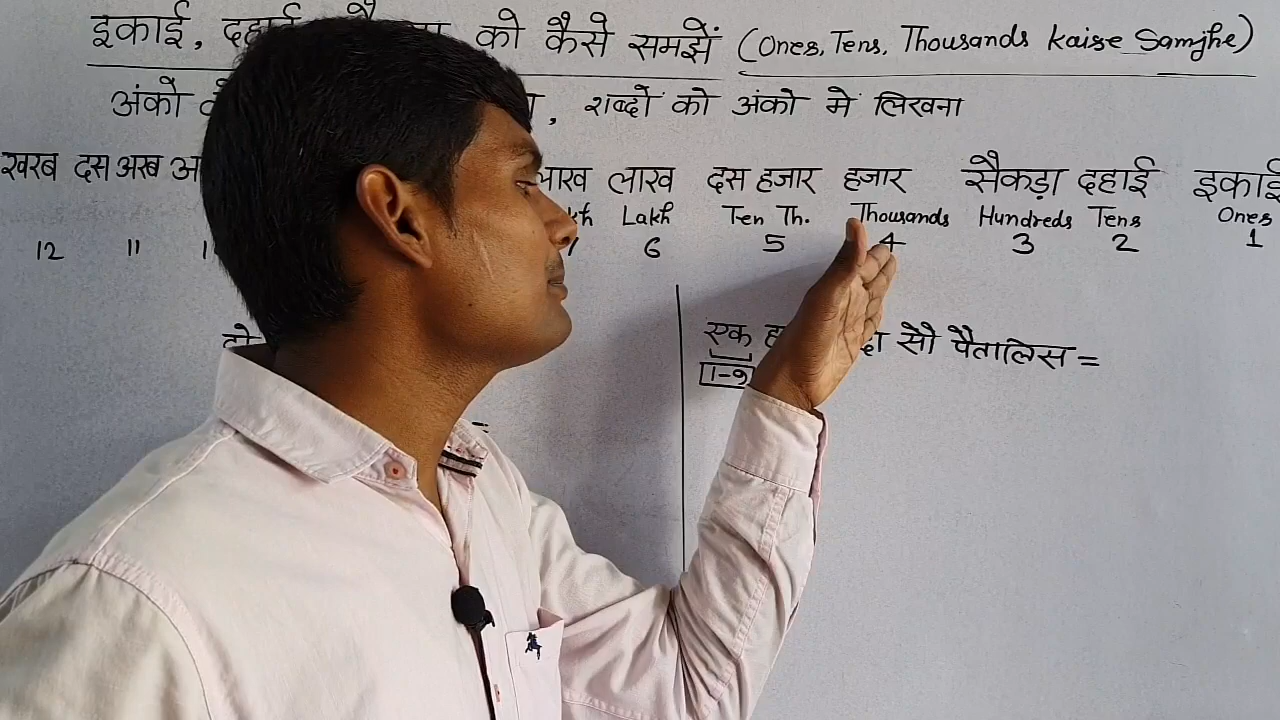 इकाई, को कैसे समझें (Ones, Tens, Thousands kaise Samjhe)
अंको , शब्दों को अंको मे लिखना
खरब दस अरब लाख दस हजार हजार सैकड़ा दहाई इकाई
Lakh Ten Th. Thousands Hundreds Tens Ones
12 11 6 5 4 3 2 1
एक सौ पैतालिस =
1-9
=